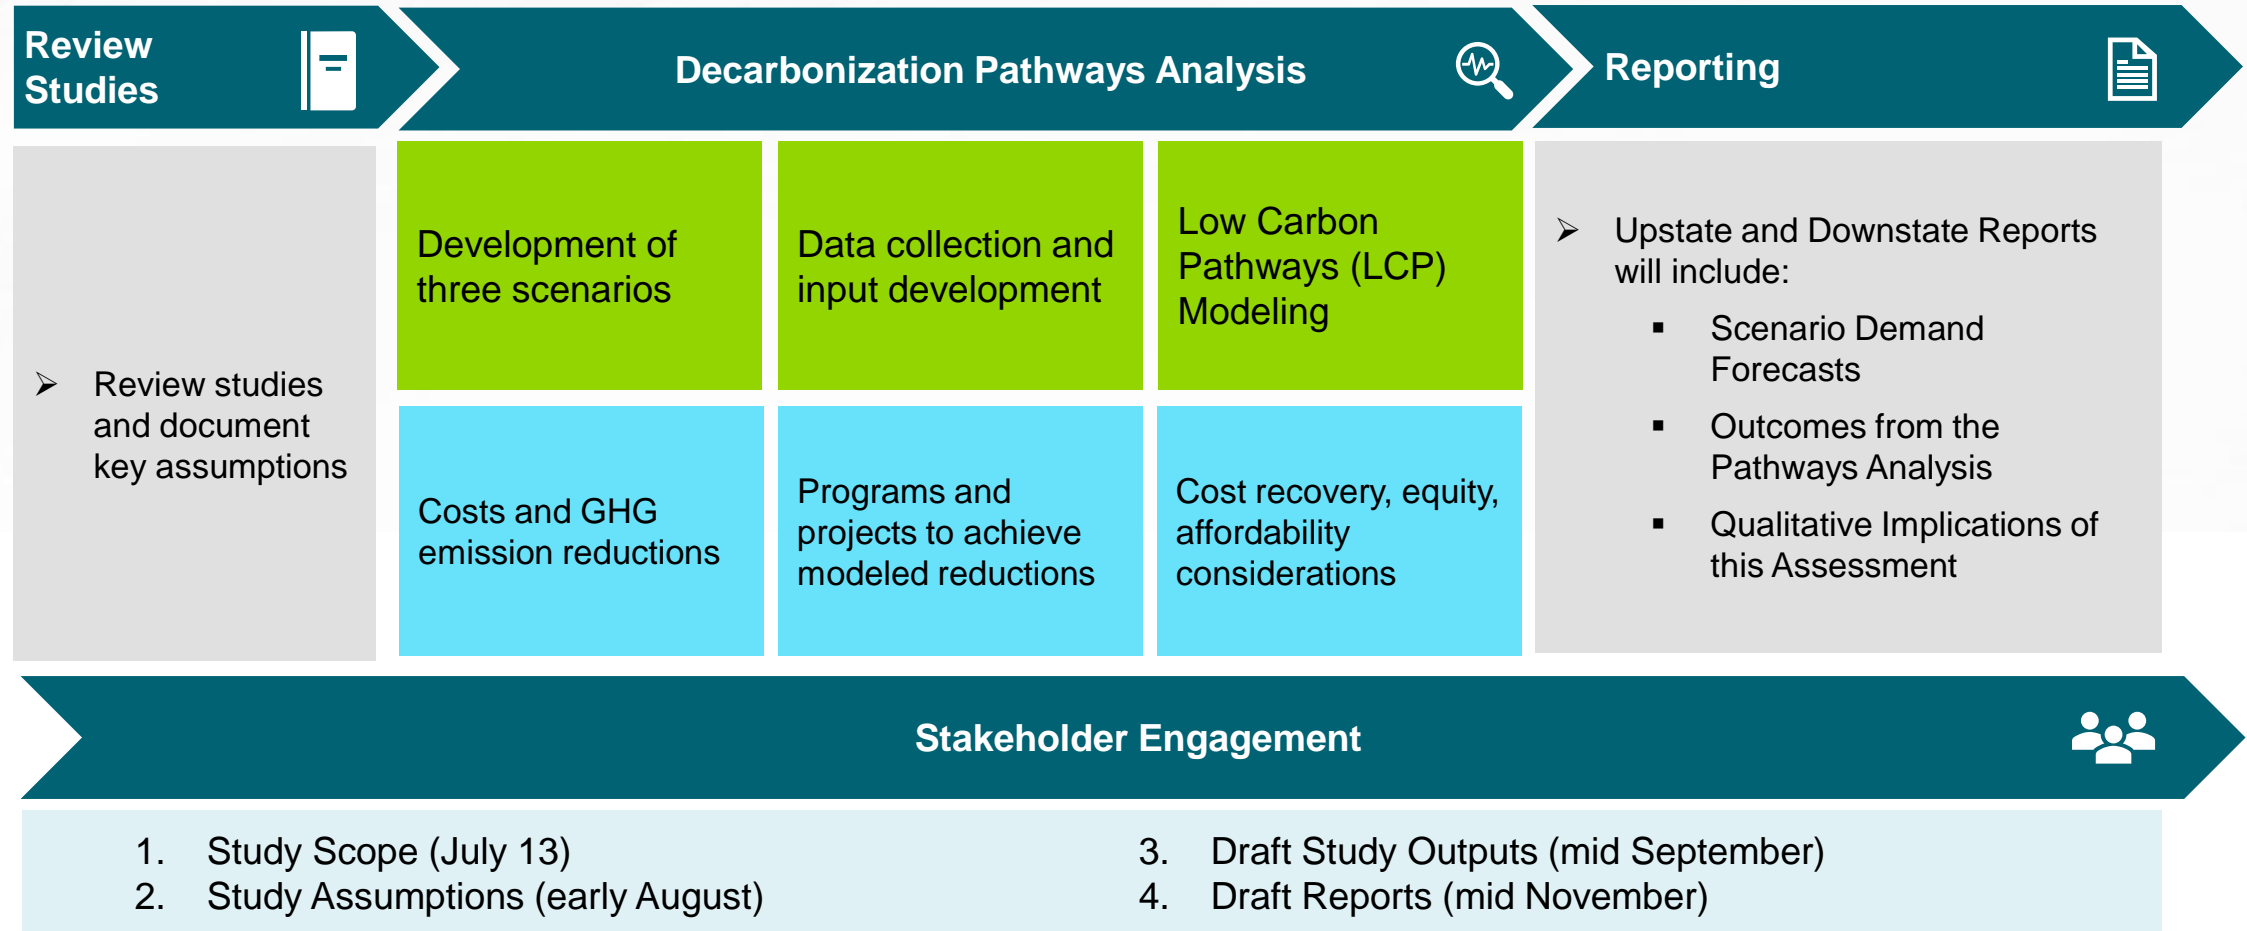 Review
Studies
Decarbonization Pathways Analysis
Reporting
➢ Review studies
and document
key assumptions
Development of
three scenarios
Data collection and
input development
Low Carbon
Pathways (LCP)
Modeling
Costs and GHG
emission reductions
Programs and
projects to achieve
modeled reductions
Cost recovery, equity,
affordability
considerations
➢ Upstate and Downstate Reports
will include:
▪ Scenario Demand
Forecasts
▪ Outcomes from the
Pathways Analysis
▪ Qualitative Implications of
this Assessment
Stakeholder Engagement
1. Study Scope (July 13)
2. Study Assumptions (early August)
3. Draft Study Outputs (mid September)
4. Draft Reports (mid November)